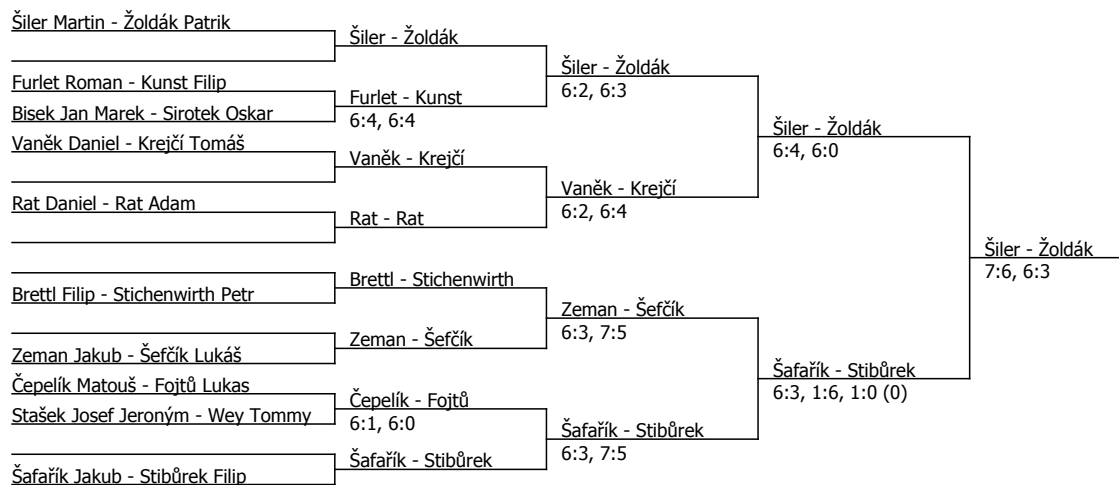 Šiler Martin - Žoldák Patrik
Šiler - Žoldák
Furlet Roman - Kunst Filip
Šiler - Žoldák
6:2, 6:3
Bisek Jan Marek - Sirotek Oskar
Furlet - Kunst
6:4, 6:4
Šiler - Žoldák
6:4, 6:0
Vaněk Daniel - Krejčí Tomáš
Vaněk - Krejčí
Vaněk - Krejčí
6:2, 6:4
Rat Daniel - Rat Adam
Rat - Rat
Šiler - Žoldák
7:6, 6:3
Brettl - Stichenwirth
Brettl Filip - Stichenwirth Petr
Zeman - Šefčík
6:3, 7:5
Zeman - Šefčík
Zeman Jakub - Šefčík Lukáš
Šafařík - Stibůrek
6:3, 1:6, 1:0 (0)
Čepelík Matouš - Fojtů Lukas
Čepelík - Fojtů
6:1, 6:0
Stašek Josef Jeroným - Wey Tommy
Šafařík - Stibůrek
6:3, 7:5
Šafařík - Stibůrek
Šafařík Jakub - Stibůrek Filip